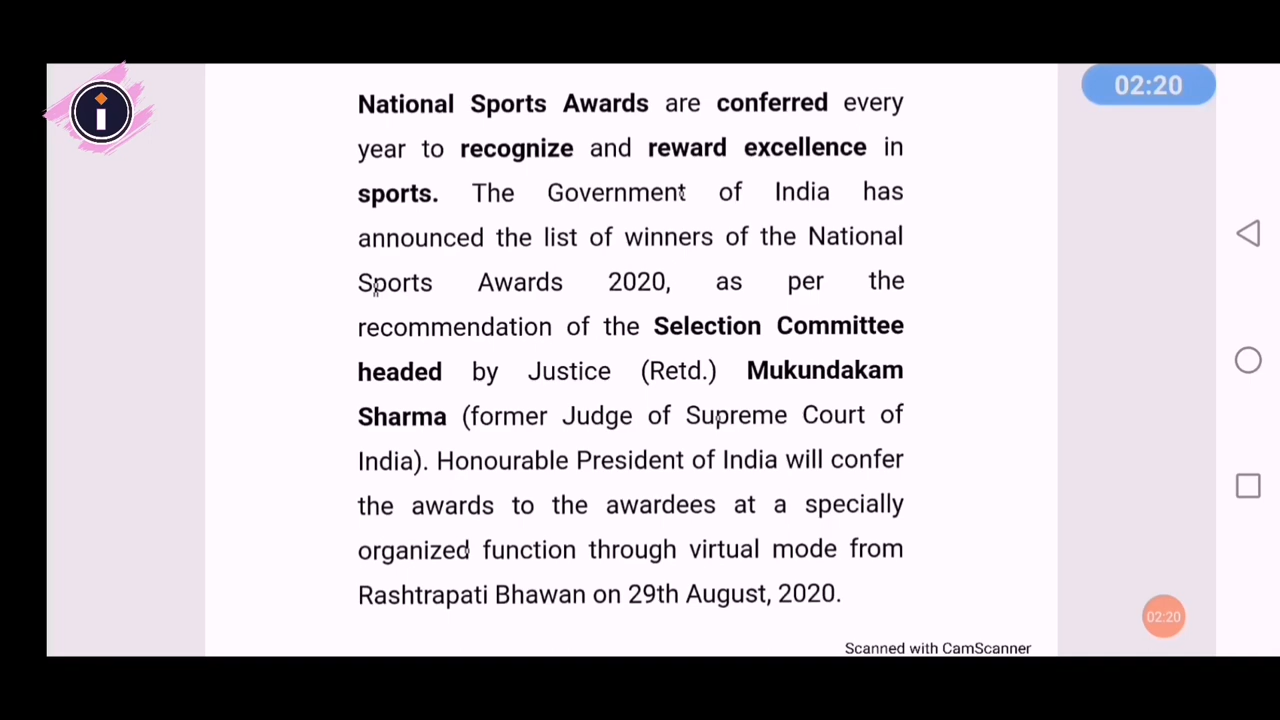 02:20
National Sports Awards are conferred every
year to recognize and reward excellence in
sports. The Government of India has
announced the list of winners of the National
Sports Awards 2020, as per the
recommendation of the Selection Committee
headed by Justice (Retd.) Mukundakam
Sharma (former Judge of Supreme Court of
India). Honourable President of India will confer
the awards to the awardees at a specially
organized function through virtual mode from
Rashtrapati Bhawan on 29th August, 2020.
02:20
Scanned with CamScanner